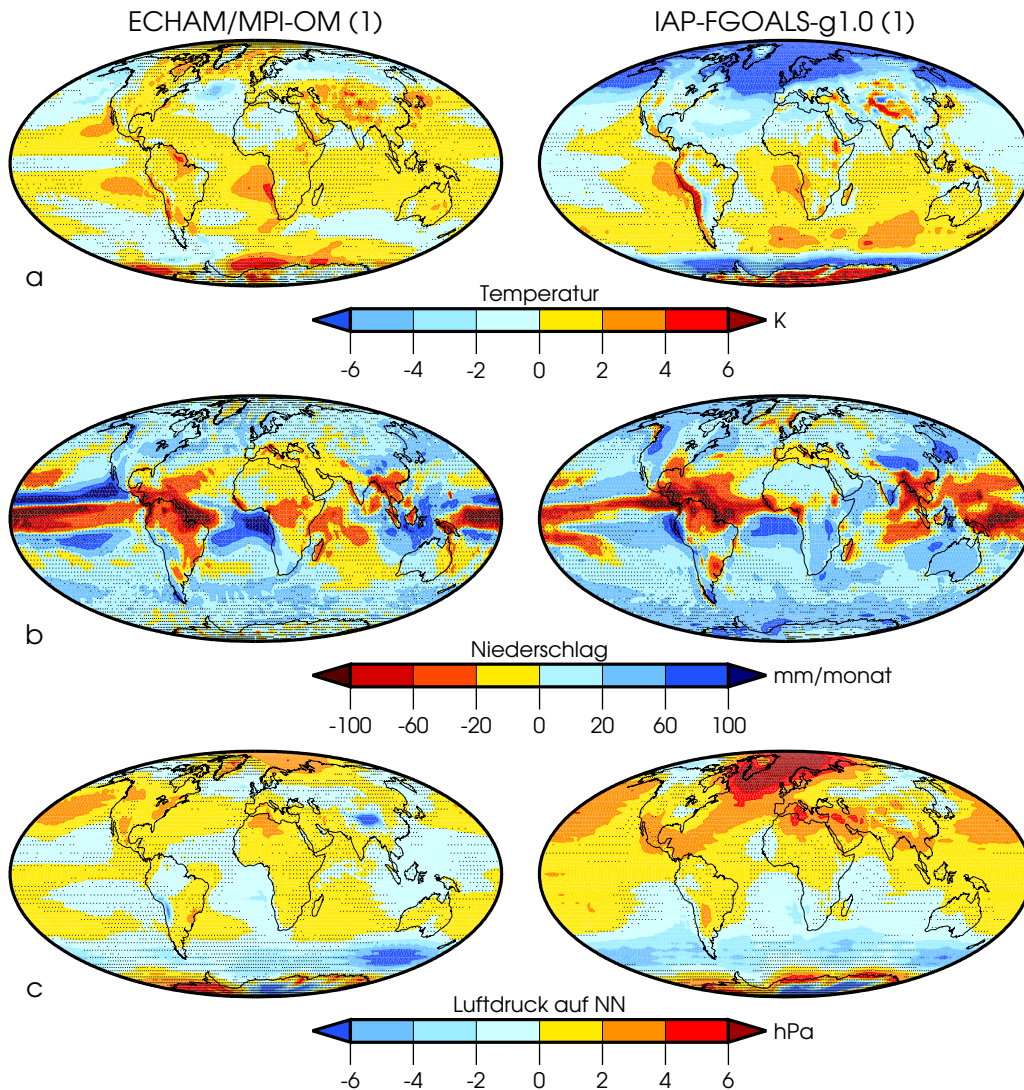 ECHAM/MPI-OM (1) IAP-FGOALS-g1.0 (1)
a
Temperatur
K
-6 -4 -2 0 2 4 6
b
Niederschlag
mm/monat
-100 -60 -20 0 20 60 100
c
Luftdruck auf NN
hPa
-6 -4 -2 0 2 4 6